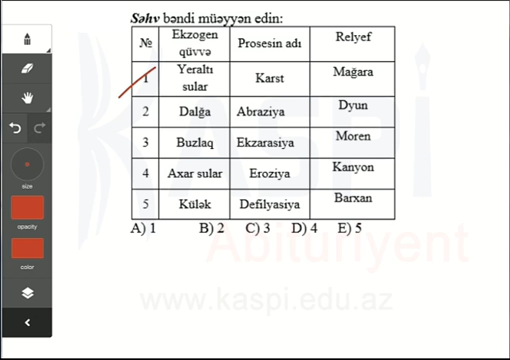 Səhv bəndi müəyyən edin:
№ Ekzogen qüvvə Prosesin adı Relyef
1 Yeraltı sular Karst Mağara
2 Dalğa Abraziya Dyun
3 Buzlaq Ekzarasiya Moren
4 Axar sular Eroziya Kanyon
5 Külək Defilyasiya Barxan
A) 1 B) 2 C) 3 D) 4 E) 5
KASPI
Abituriyent
www.kaspi.edu.az
size
opacity
color